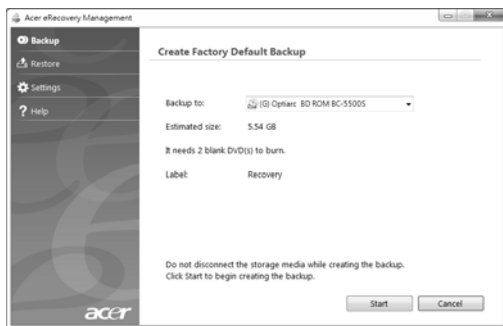 Acer eRecovery Management
Backup
Restore
Settings
? Help
Create Factory Default Backup
Backup to: (G) Optiarc BD ROM BC-5500S
Estimated size: 5.54 GB
It needs 2 blank DVD(s) to burn.
Label: Recovery
Do not disconnect the storage media while creating the backup.
Click Start to begin creating the backup.
Start Cancel
acer